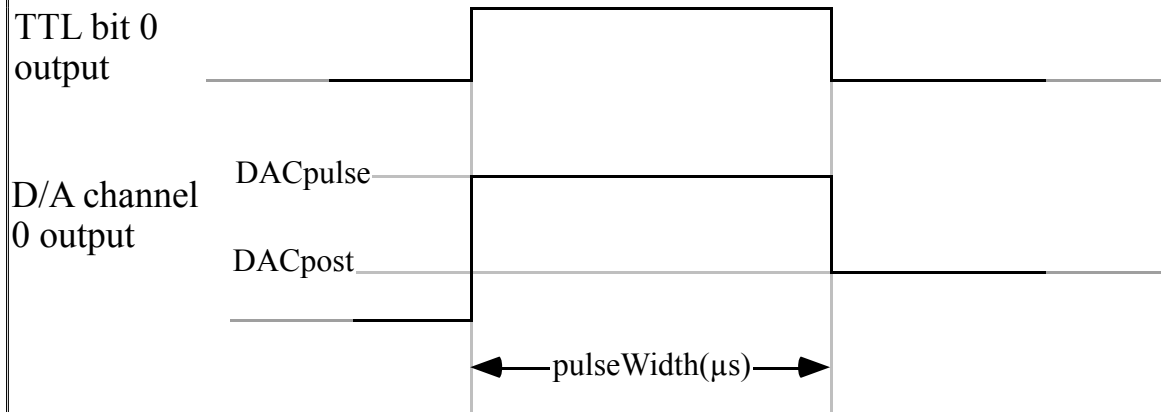 TTL bit 0
output
DACpulse
D/A channel
0 output
DACpost
pulseWidth(µs)